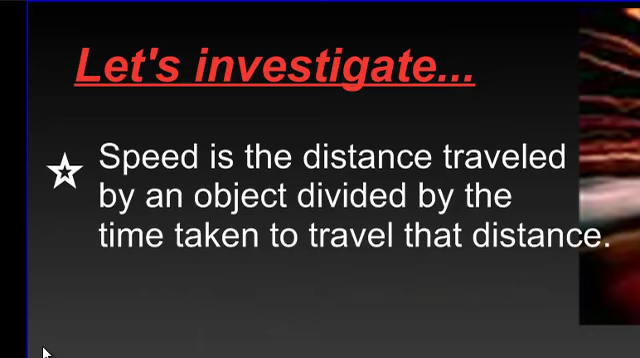 Let's investigate...
Speed is the distance traveled
by an object divided by the
time taken to travel that distance.